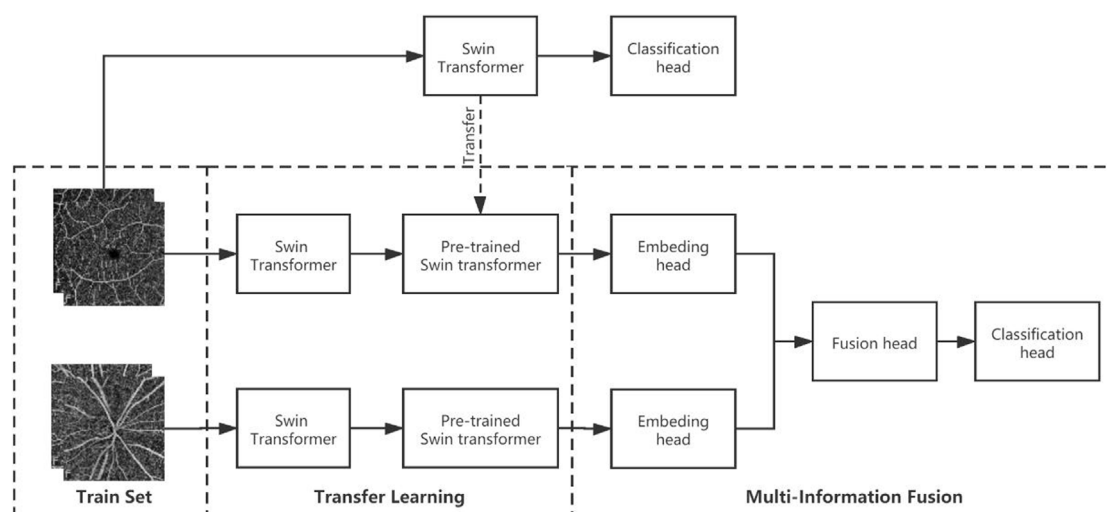 Swin
Transformer
Classification
head
Transfer
Swin
Transformer
Pre-trained
Swin transformer
Embeding
head
Fusion head
Classification
head
Swin
Transformer
Pre-trained
Swin transformer
Embeding
head
Train Set
Transfer Learning
Multi-Information Fusion